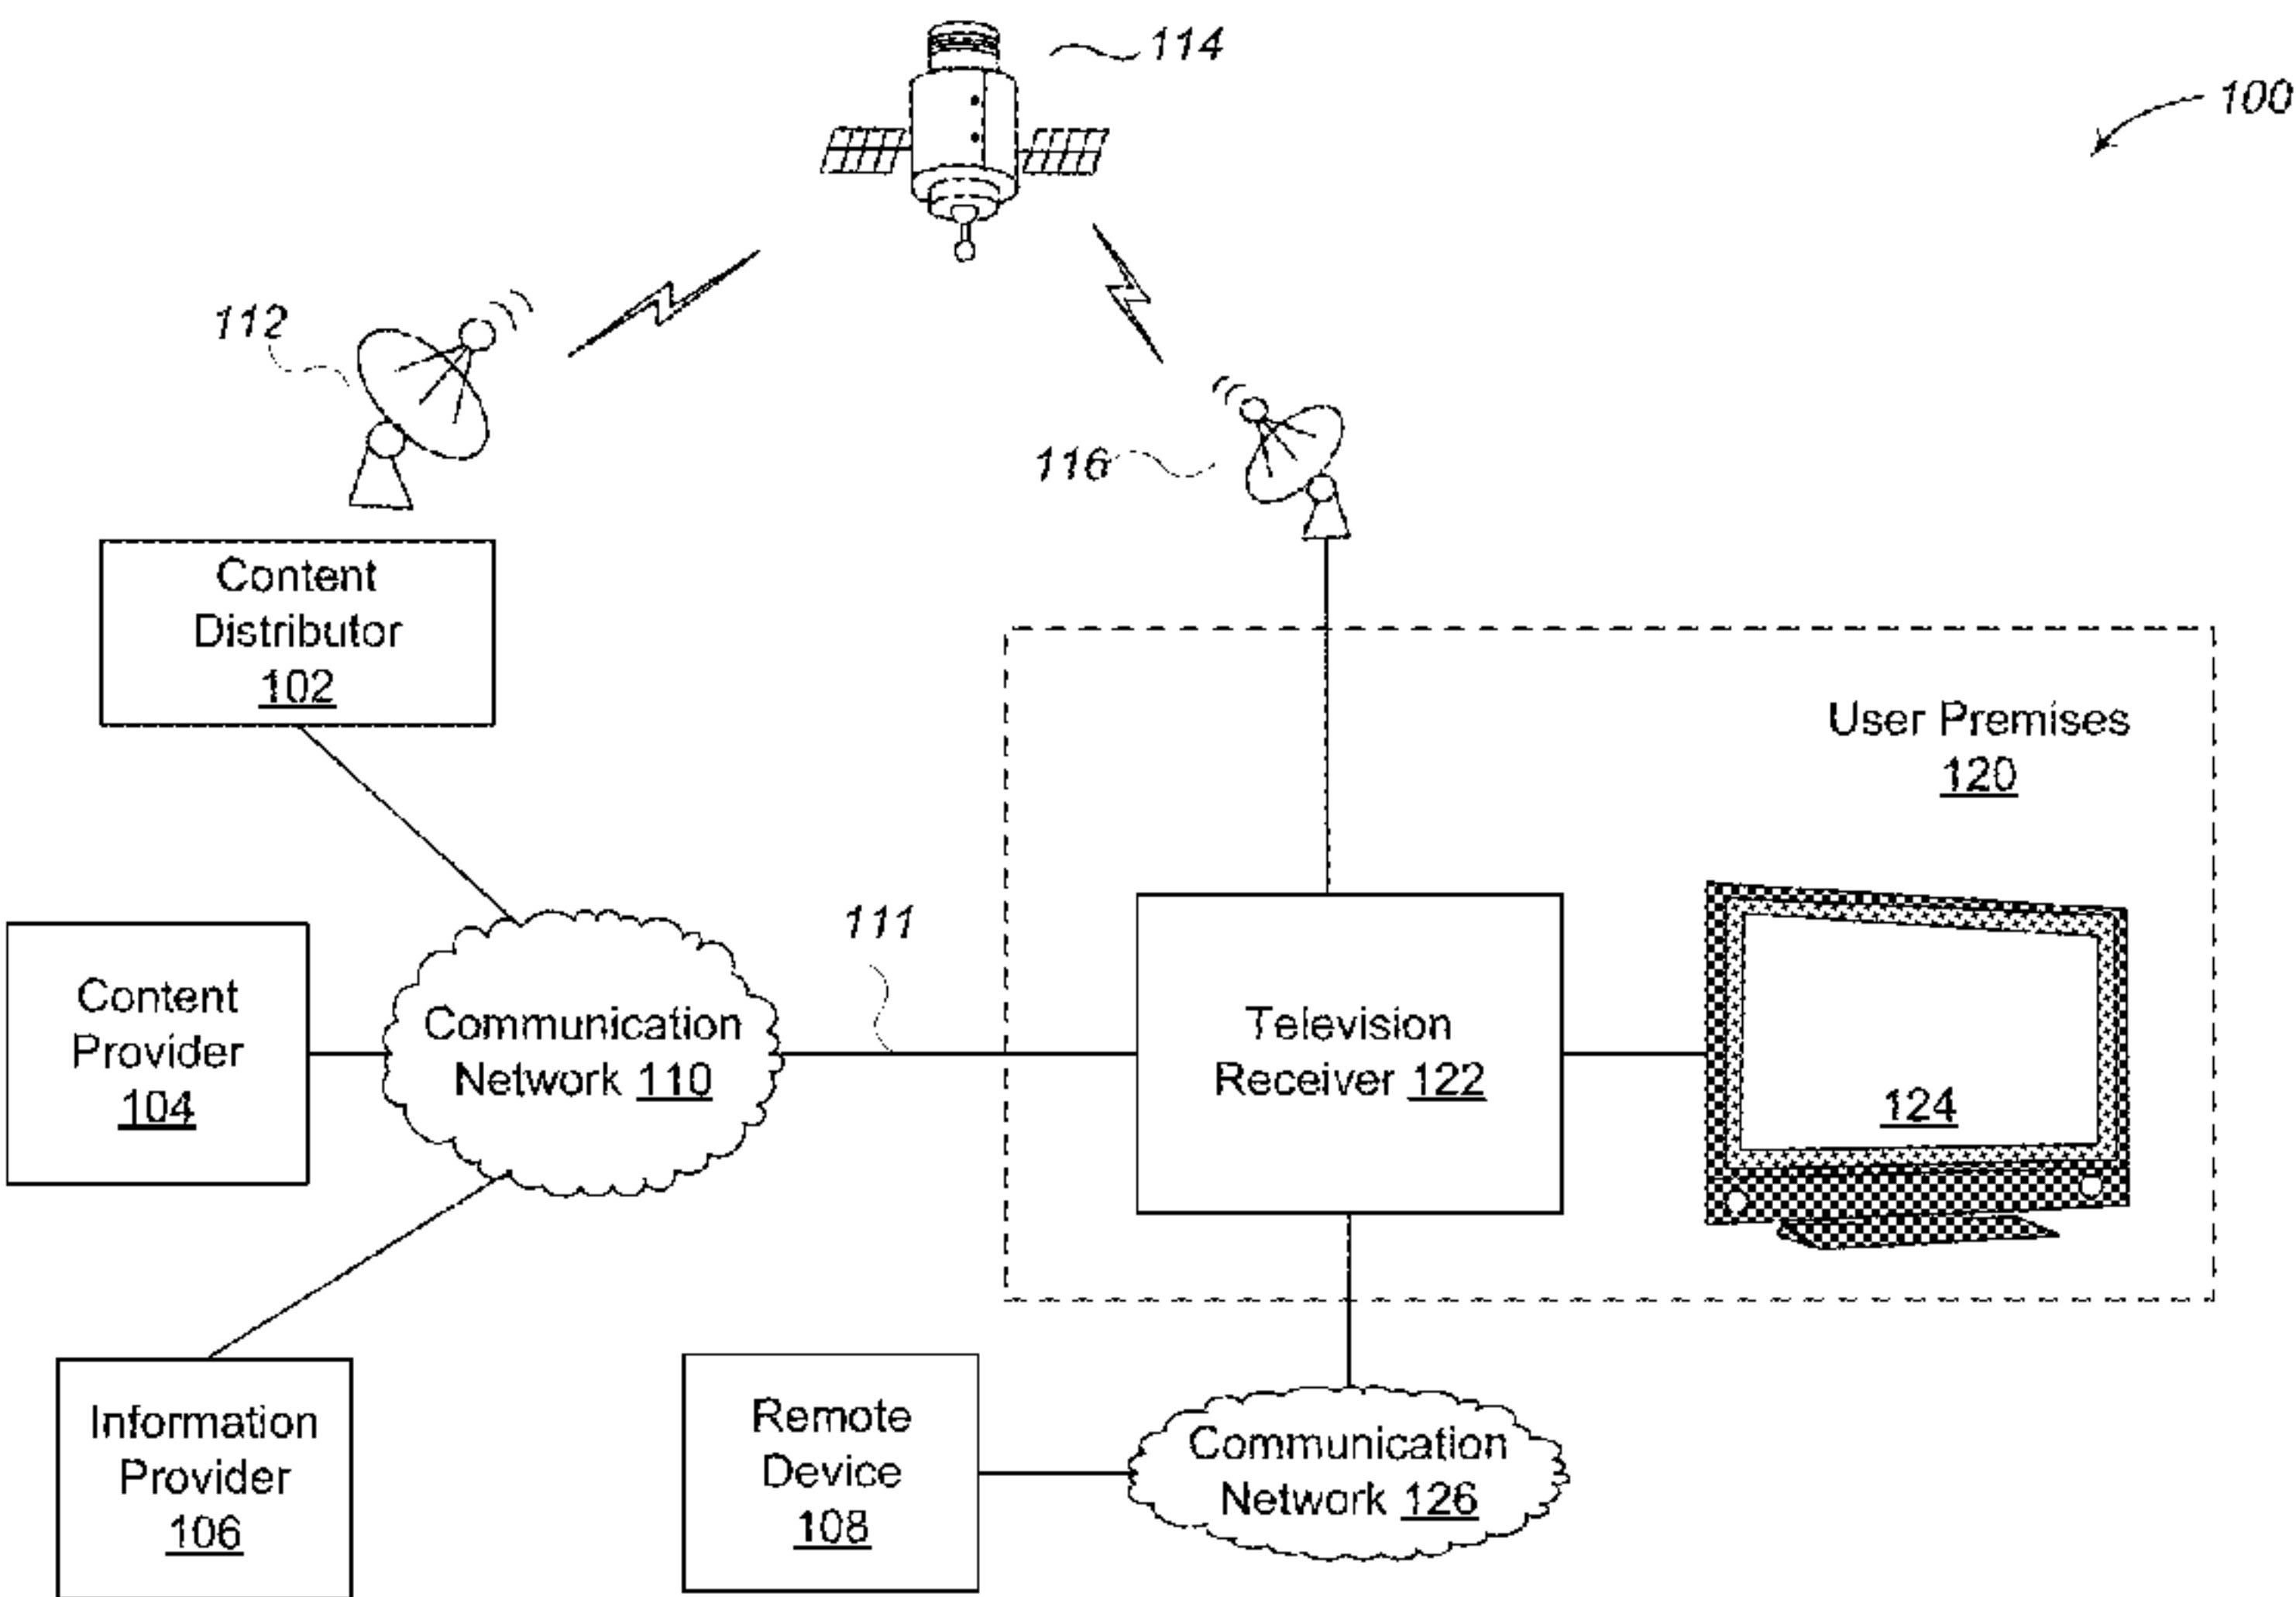 114
100
112
116
Content
Distributor
102
User Premises
120
111
Content
Provider
104
Communication
Network 110
Television
Receiver 122
124
Information
Provider
106
Remote
Device
108
Communication
Network 126